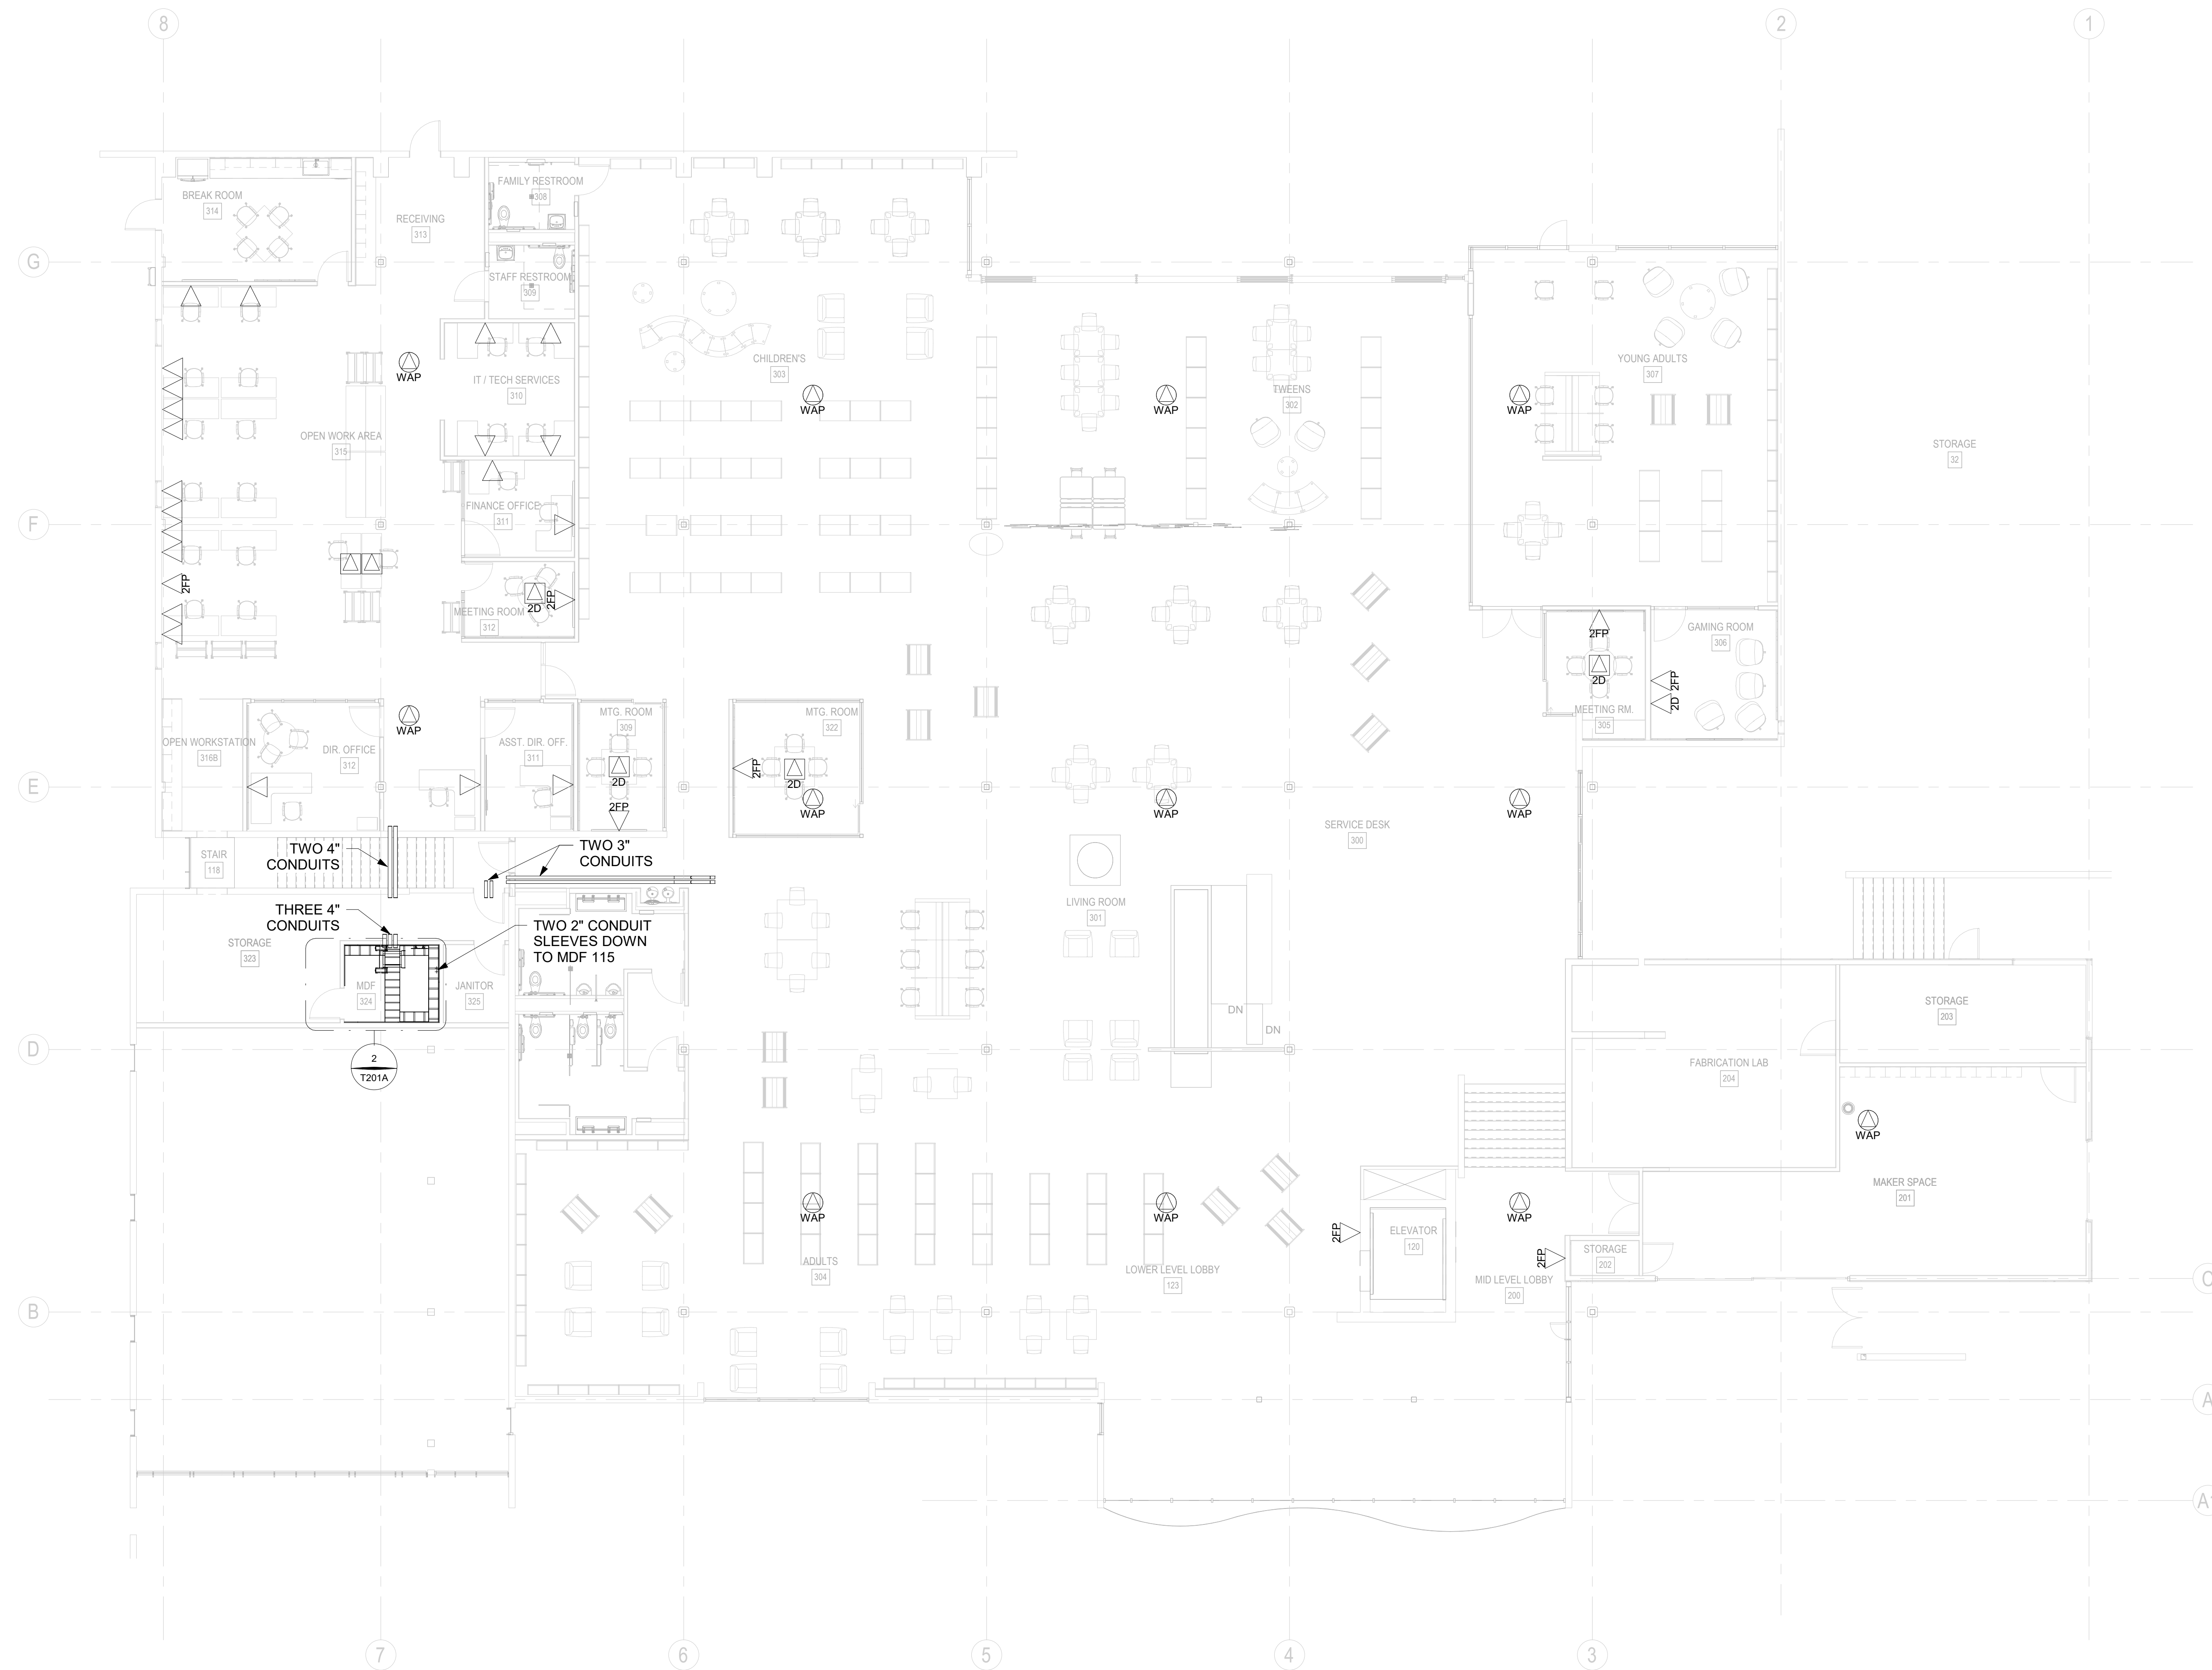 8
2
1
BREAK ROOM
314
FAMILY RESTROOM
308
RECEIVING
313
G
STAFF RESTROOM
309
WAP
CHILDREN'S
303
YOUNG ADULTS
307
IT / TECH SERVICES
310
WAP
WAP
TWEENS
302
WAP
OPEN WORK AREA
315
STORAGE
32
FINANCE OFFICE
311
F
2FP
2D
2FP
MEETING ROOM
312
2FP
GAMING ROOM
306
2D
2FP
2D
MEETING RM.
305
WAP
MTG. ROOM
309
MTG. ROOM
322
OPEN WORKSTATION
316B
DIR. OFFICE
312
ASST. DIR. OFF.
311
2FP
2D
2D
E
2FP
WAP
WAP
WAP
SERVICE DESK
300
TWO 4"
CONDUITS
STAIR
118
TWO 3"
CONDUITS
THREE 4"
CONDUITS
LIVING ROOM
301
TWO 2" CONDUIT
SLEEVES DOWN
TO MDF 115
STORAGE
323
MDF
324
JANITOR
325
DN
DN
STORAGE
203
D
2
T201A
FABRICATION LAB
204
WAP
MAKER SPACE
201
WAP
WAP
WAP
2FP
ELEVATOR
120
2FP
STORAGE
202
ADULTS
304
LOWER LEVEL LOBBY
123
MID LEVEL LOBBY
200
C
B
A
7
6
5
4
3